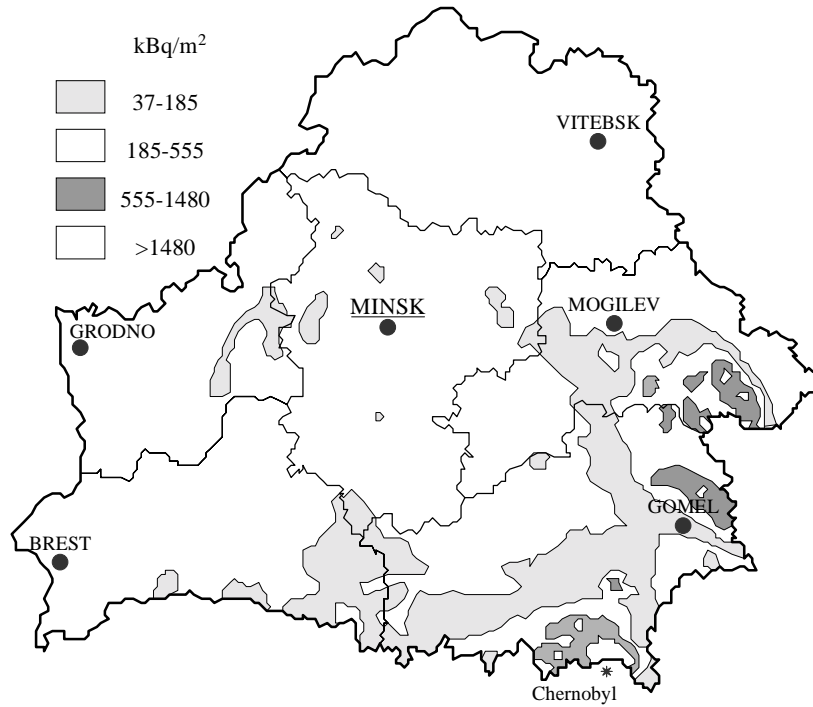 kBq/m²
37-185
185-555
555-1480
>1480
VITEBSK
MINSK
MOGILEV
GRODNO
GOMEL
BREST
Chernobyl